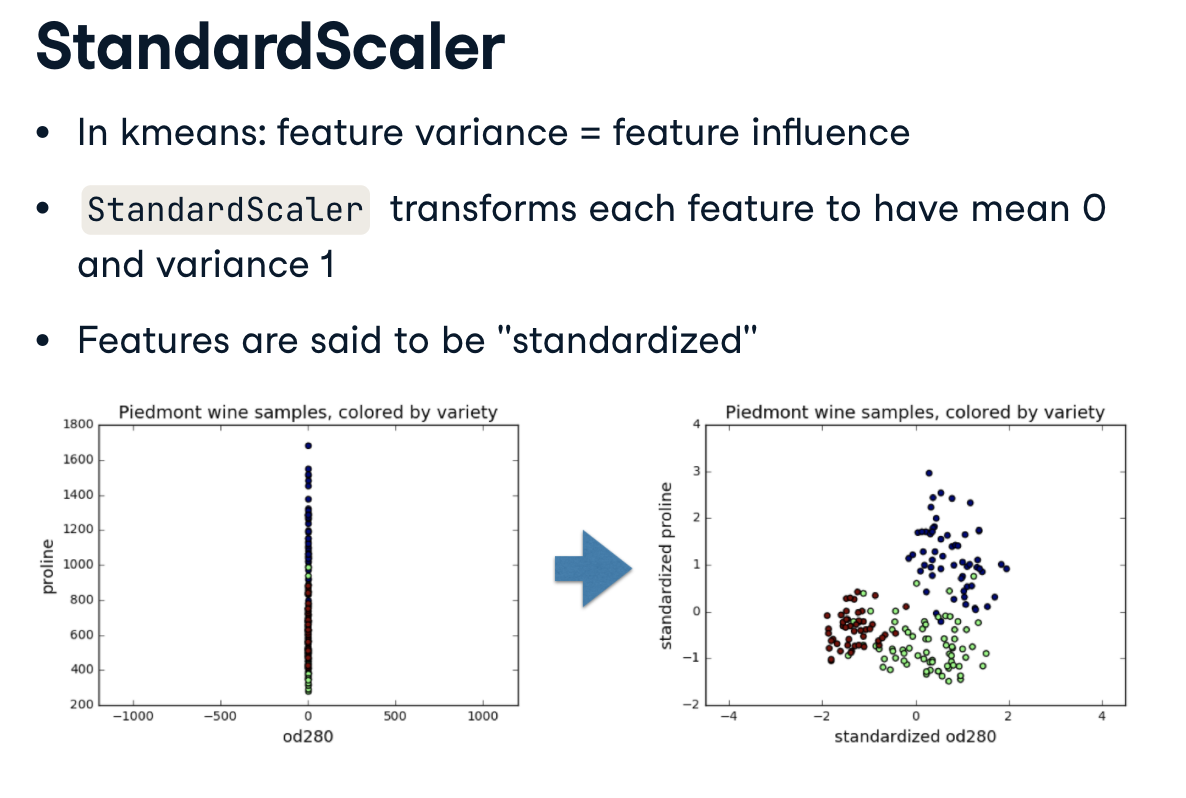 StandardScaler
• In kmeans: feature variance = feature influence
• StandardScaler transforms each feature to have mean 0
and variance 1
• Features are said to be "standardized"
Piedmont wine samples, colored by variety
1800
1600
1400
1200
1000
800
600
400
200
proline
−1000 −500 0 500 1000
od280
Piedmont wine samples, colored by variety
4
3
2
1
0
−1
−2
standardized proline
−4 −2 0 2 4
standardized od280